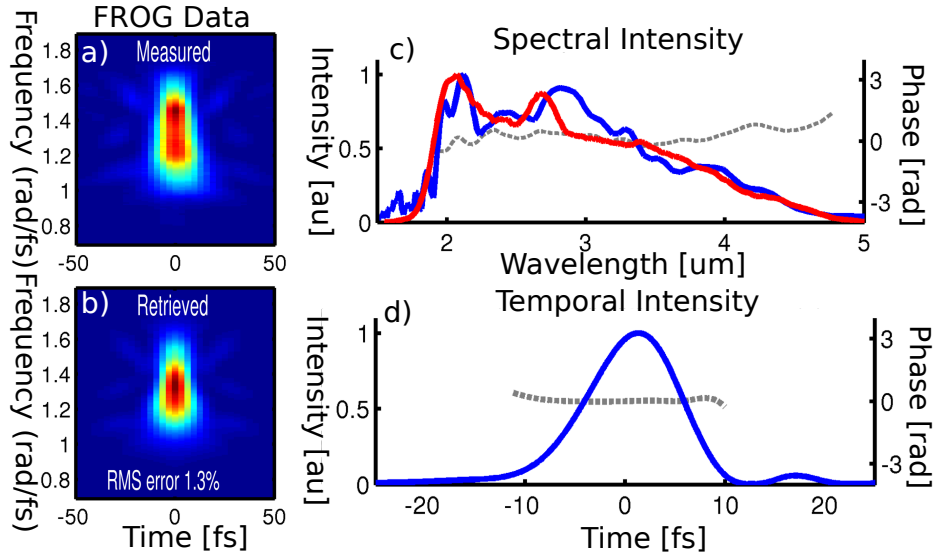 FROG Data
Frequency (rad/fs)
a)
Measured
1.8
1.6
1.4
1.2
1
0.8
-50
0
50
Frequency (rad/fs)
b)
Retrieved
1.8
1.6
1.4
1.2
1
0.8
RMS error 1.3%
-50
0
50
Time [fs]
c)
Spectral Intensity
Intensity [au]
1
0.5
0
3
0
-3
Phase [rad]
2
3
4
5
Wavelength [um]
d)
Temporal Intensity
Intensity [au]
1
0.5
0
3
0
-3
Phase [rad]
-20
-10
0
10
20
Time [fs]